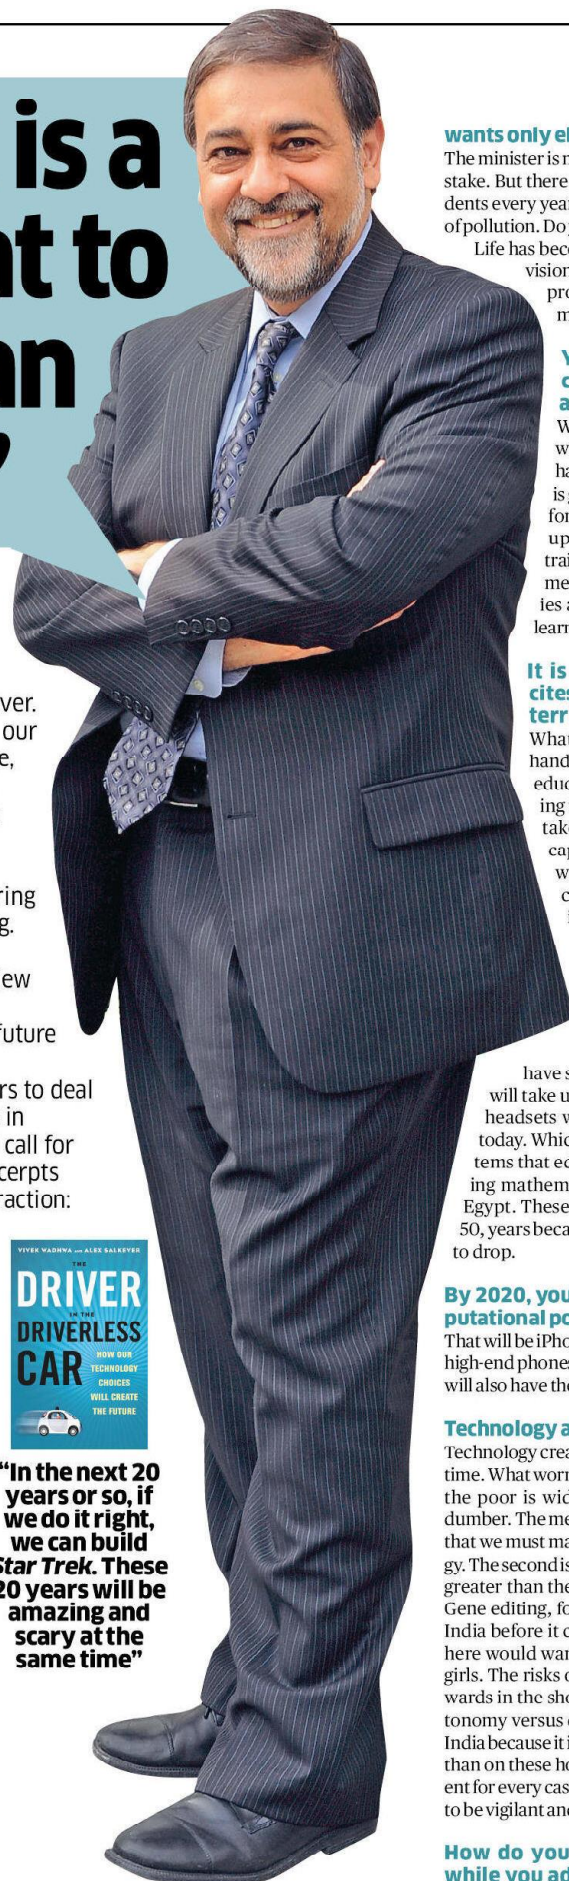 is a
t to
an
”
ver.
our
e,
ring
g.
ew
future
rs to deal
in
call for
cerpts
raction:
VIVEK WADHWA AND ALEX SALKEVER
THE
DRIVER
IN THE
DRIVERLESS
CAR
HOW OUR
TECHNOLOGY
CHOICES
WILL CREATE
THE FUTURE
“In the next 20
years or so, if
we do it right,
we can build
Star Trek. These
20 years will be
amazing and
scary at the
same time”
wants only el
The minister is
stake. But there
dents every year
of pollution. Do
Life has bec
vision
pro
m
Y
c
a
W
w
ha
is
for
up
trai
me
ies a
learn
It is
cites
terr
What
hand
educ
ing
take
cap
w
c
i
have s
will take u
headsets w
today. Whic
tems that ec
ing mathem
Egypt. These
50, years beca
to drop.
By 2020, you
putational po
That will be iPho
high-end phones
will also have the
Technology a
Technology crea
time. What worr
the poor is wid
dumber. The me
that we must ma
gy. The second is
greater than the
Gene editing, fo
India before it c
here would wan
girls. The risks o
wards in the sho
tonomy versus
India because it i
than on these ho
ent for every cas
to be vigilant and
How do you
while you ad